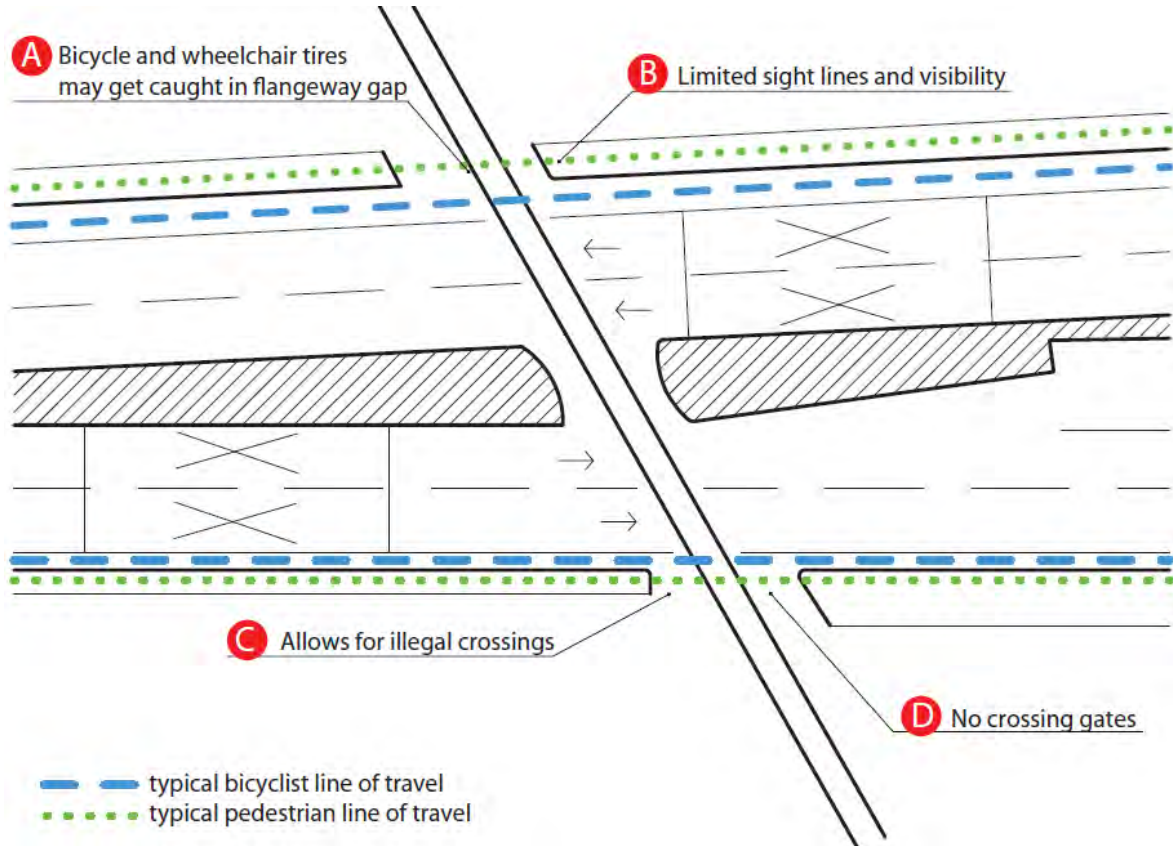 A Bicycle and wheelchair tires
may get caught in flangeway gap
B Limited sight lines and visibility
C Allows for illegal crossings
D No crossing gates
typical bicyclist line of travel
typical pedestrian line of travel